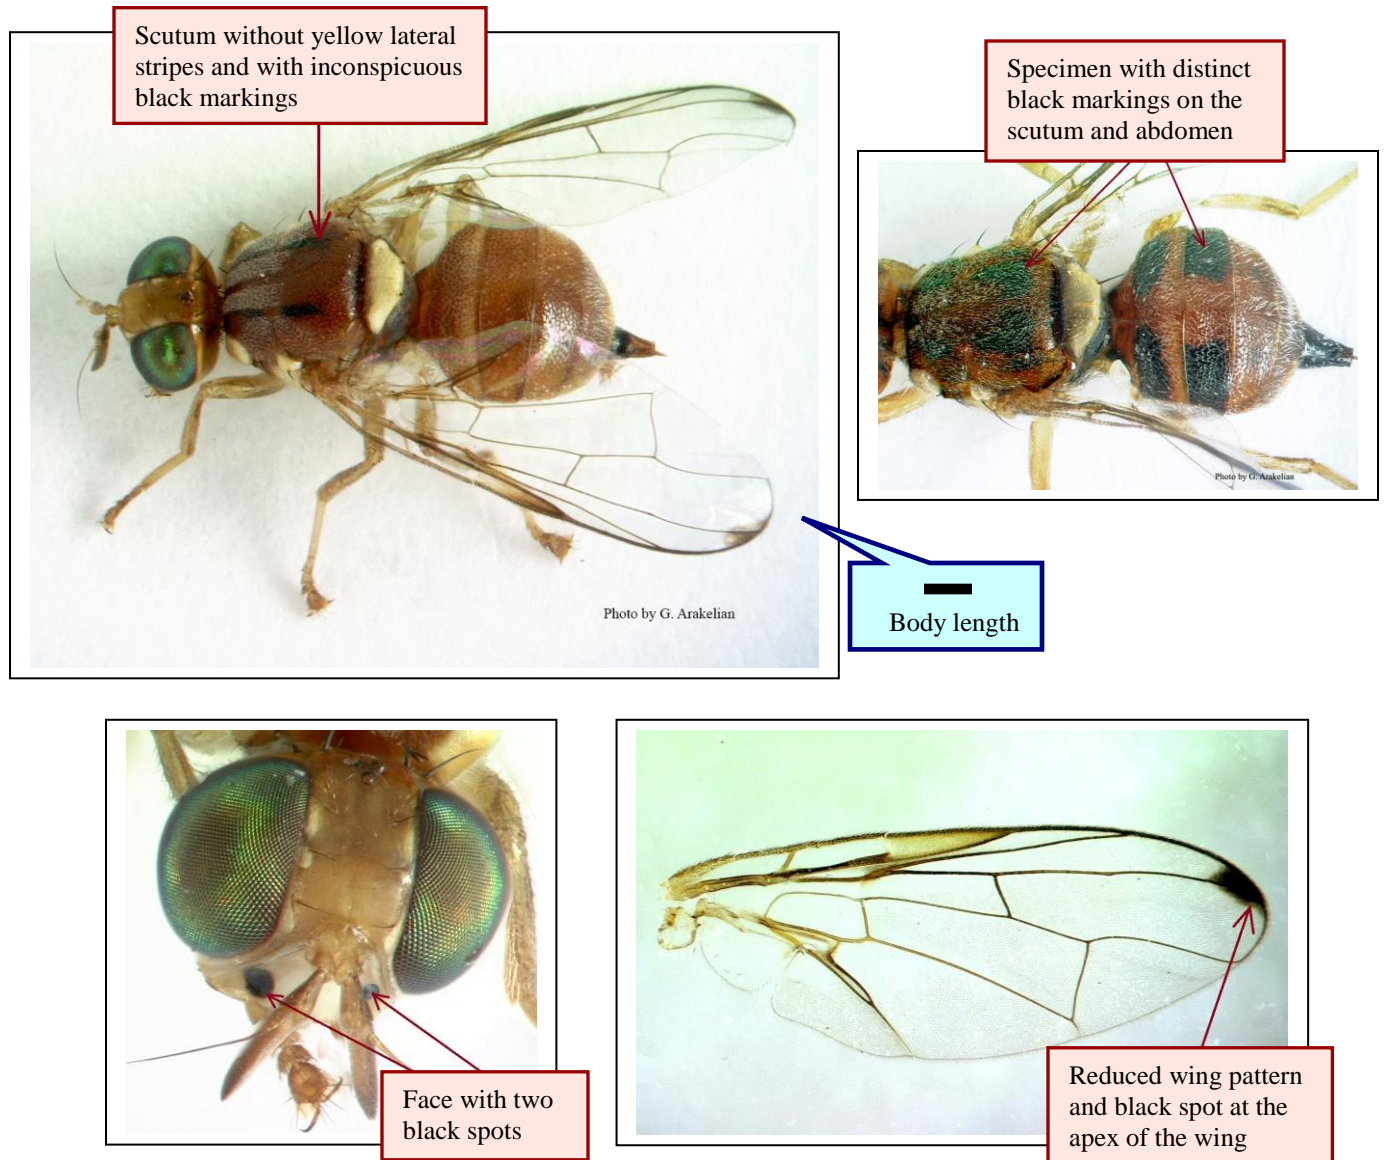 Scutum without yellow lateral
stripes and with inconspicuous
black markings
Specimen with distinct
black markings on the
scutum and abdomen
Photo by G. Arakelian
Photo by G. Arakelian
Body length
Face with two
black spots
Reduced wing pattern
and black spot at the
apex of the wing